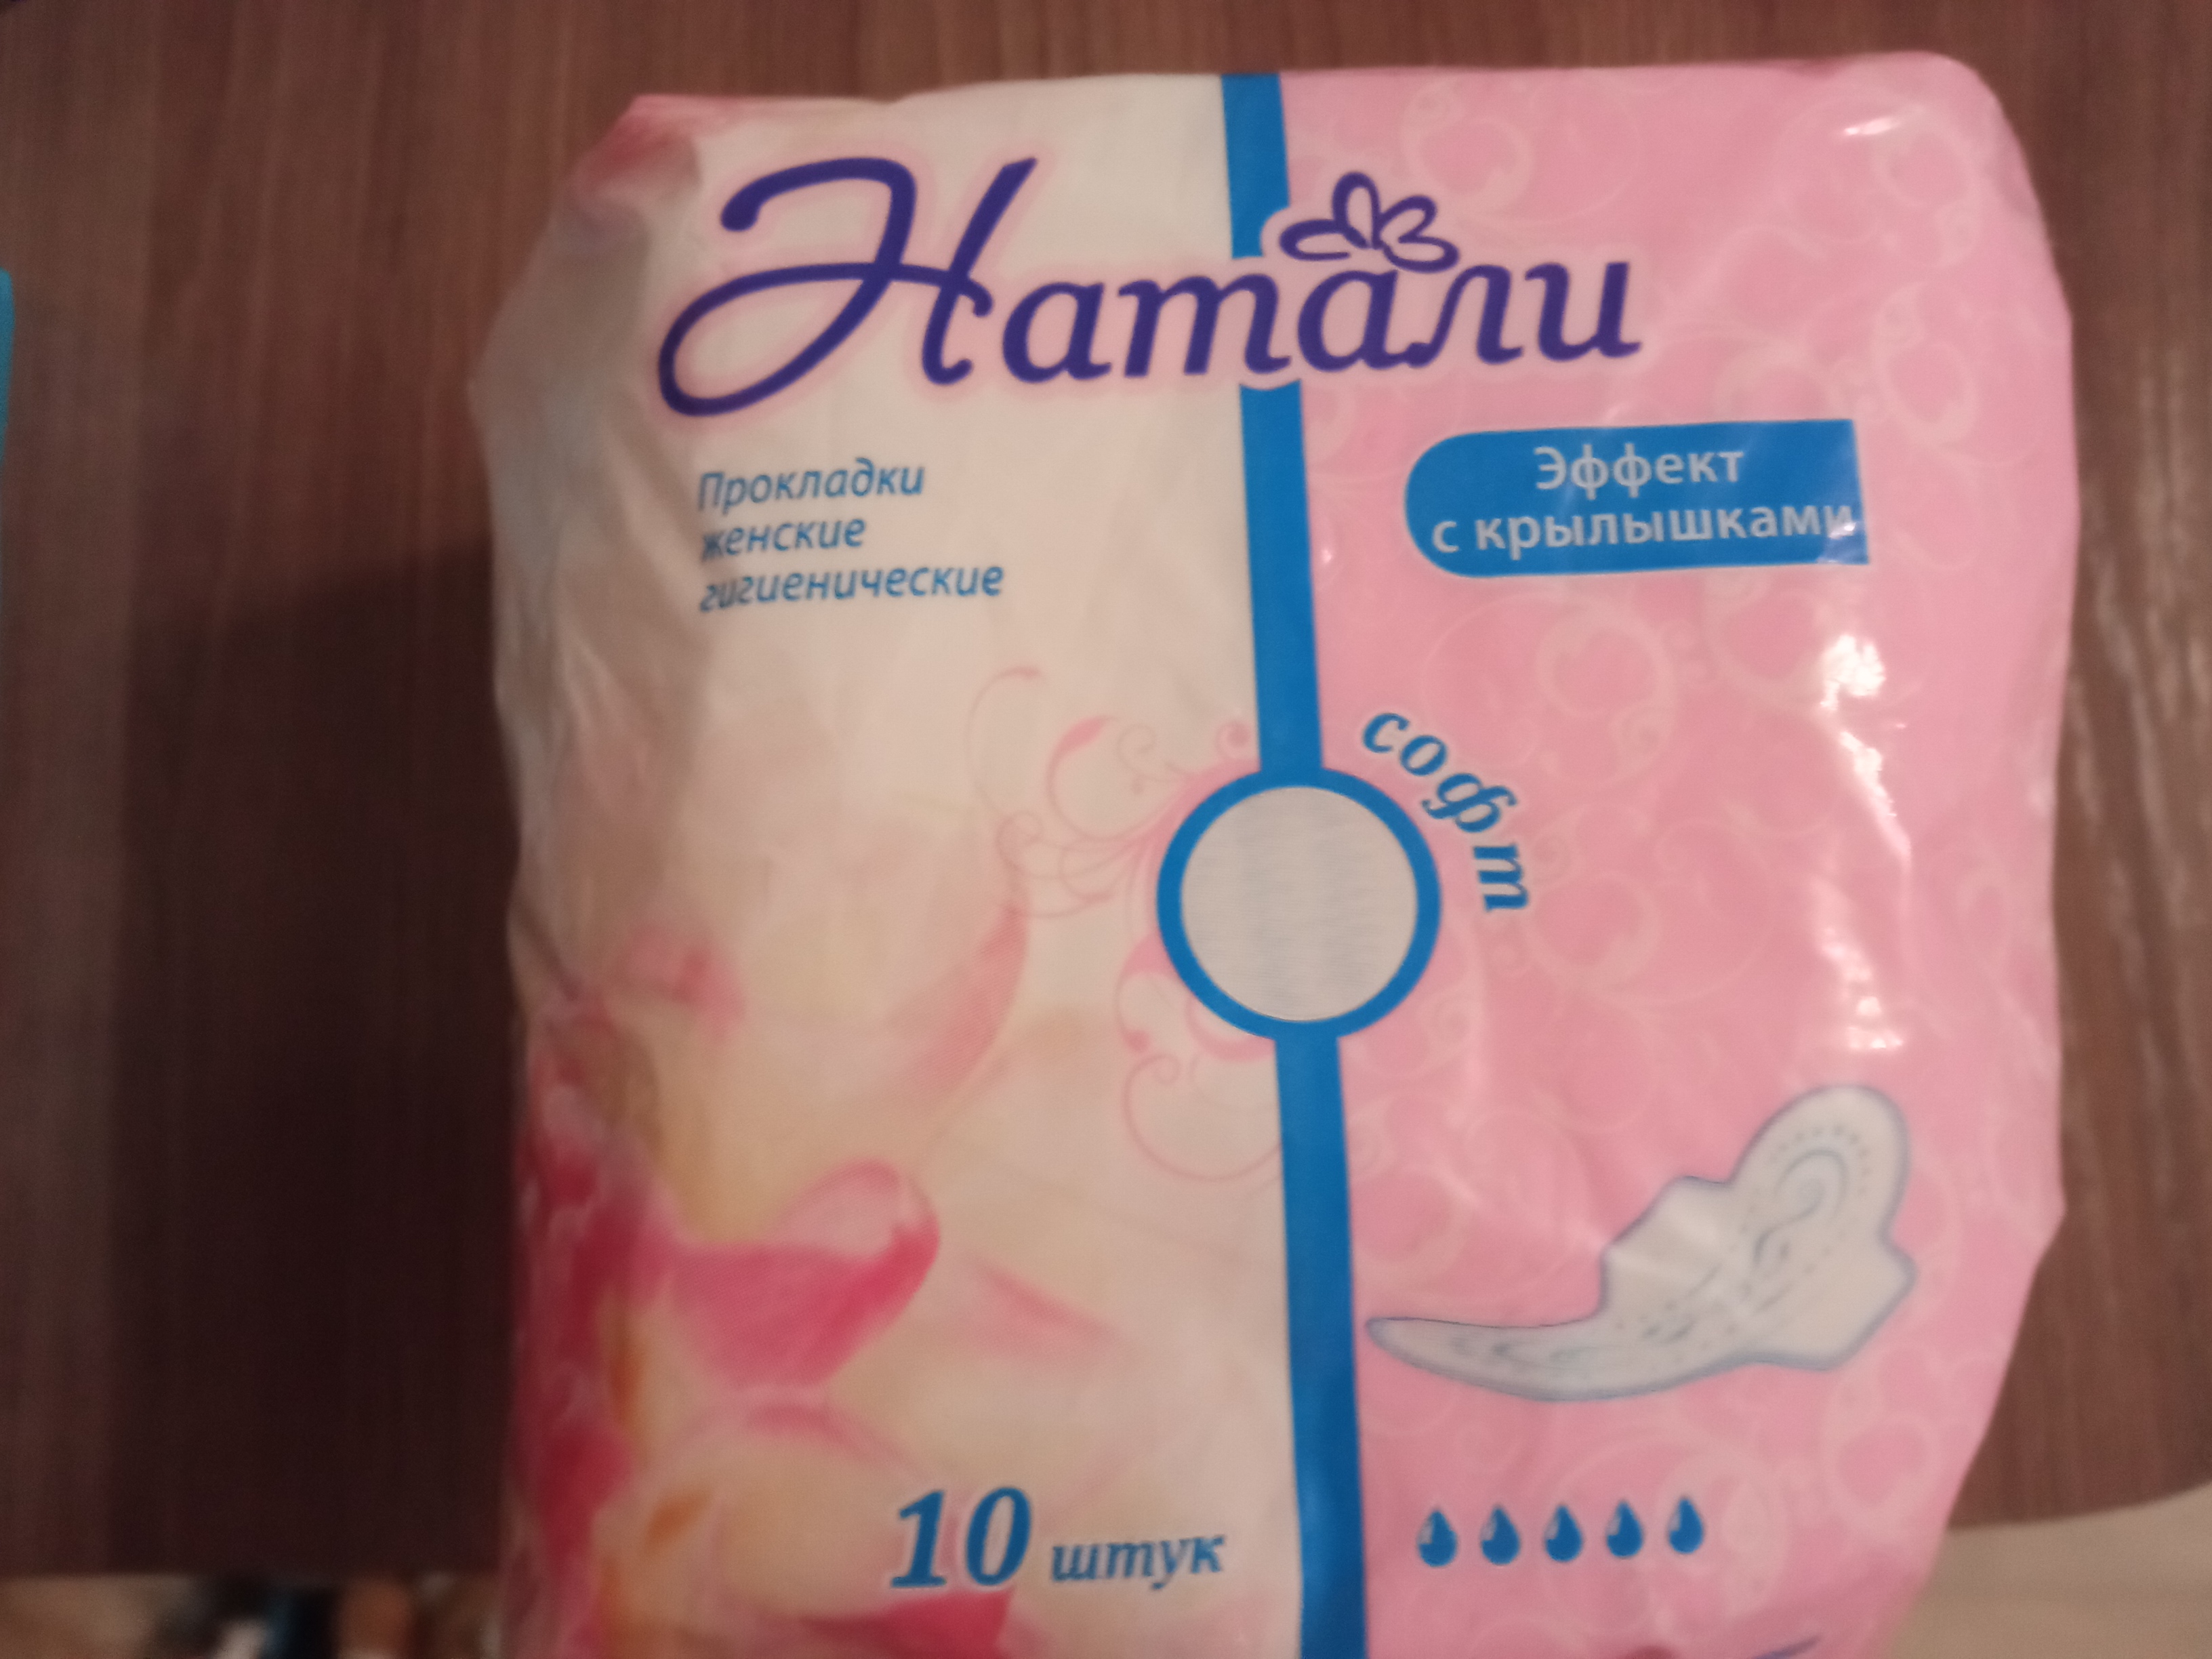 Натали
Прокладки
женские
гигиенические
Эффект
с крылышками
софт
10 штук